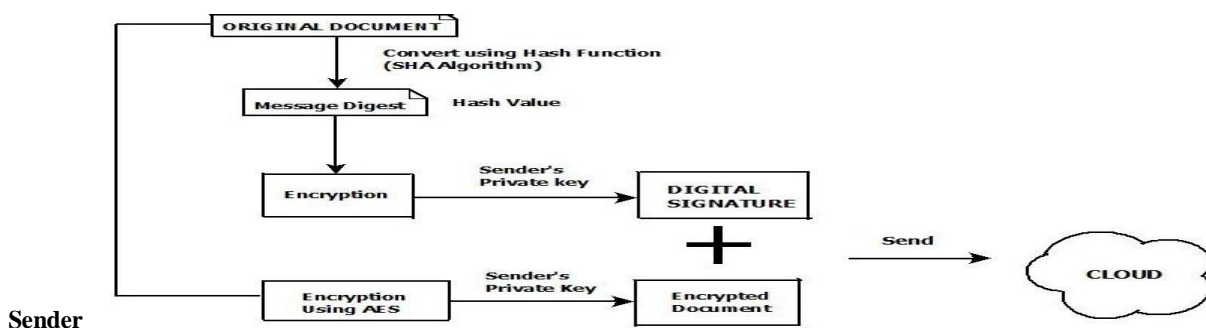 ORIGINAL DOCUMENT
Convert using Hash Function
(SHA Algorithm)
Message Digest
Hash Value
Encryption
Sender's
Private key
DIGITAL
SIGNATURE
Send
CLOUD
Encryption
Using AES
Sender's
Private Key
Encrypted
Document
Sender